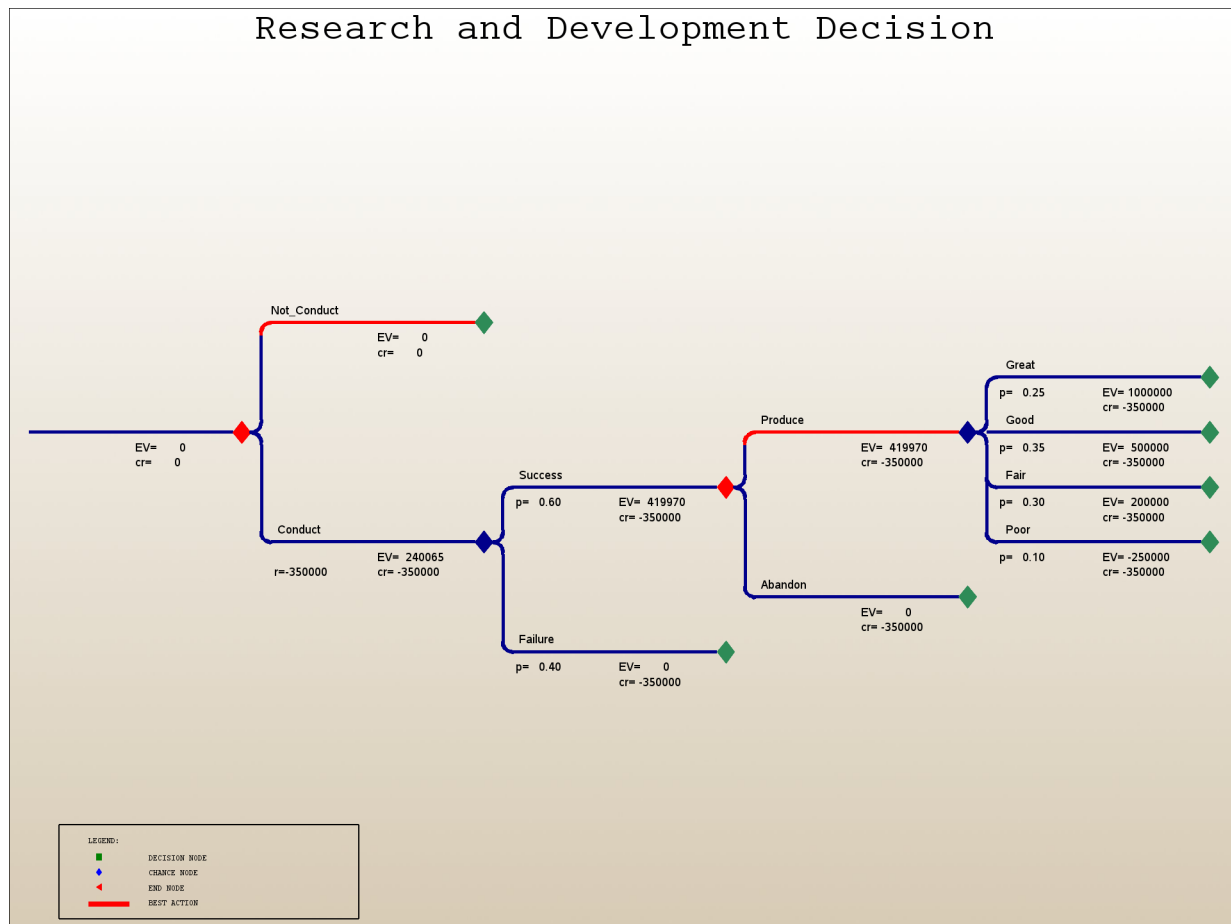 Research and Development Decision
Not_Conduct
EV= 0
cr= 0
Great
p= 0.25 EV= 1000000
cr= -350000
Produce
Good
EV= 0
cr= 0
EV= 419970
cr= -350000
p= 0.35 EV= 500000
cr= -350000
Success
Fair
p= 0.60 EV= 419970
cr= -350000
p= 0.30 EV= 200000
cr= -350000
Conduct
Poor
r=-350000
EV= 240065
cr= -350000
p= 0.10 EV= -250000
cr= -350000
Abandon
EV= 0
cr= -350000
Failure
p= 0.40 EV= 0
cr= -350000
LEGEND:
DECISION NODE
CHANCE NODE
END NODE
BEST ACTION